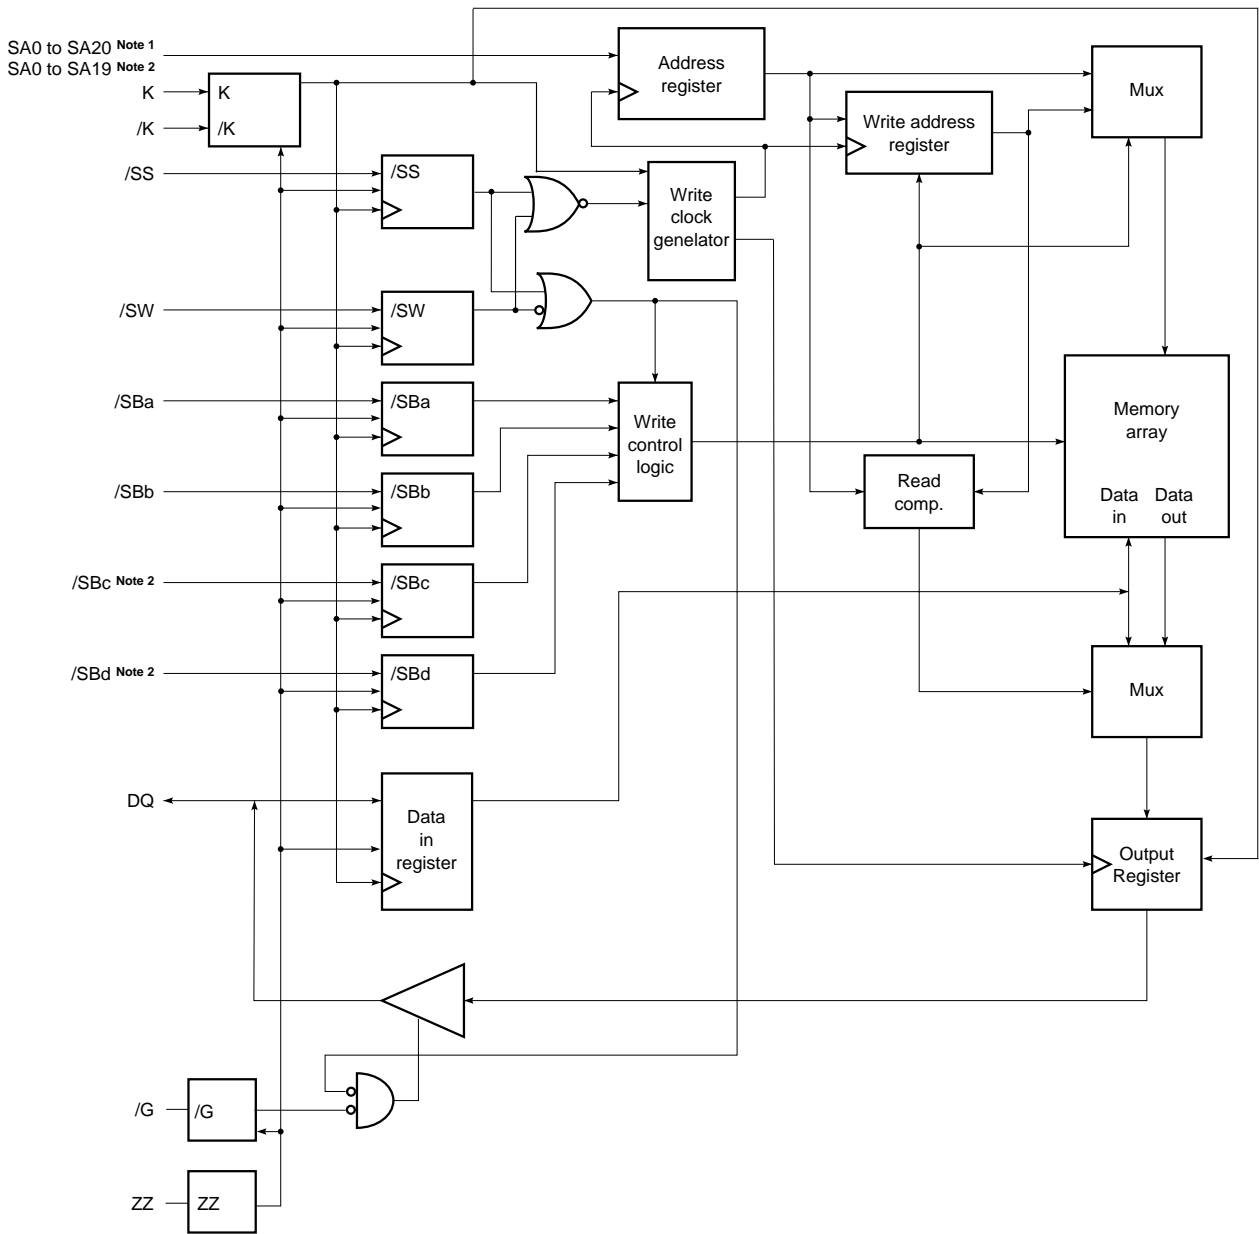 SA0 to SA20 Note 1
SA0 to SA19 Note 2
K
/K
K
/K
Address
register
Mux
Write address
register
/SS
/SS
Write
clock
genelator
/SW
/SW
/SBa
/SBa
Write
control
logic
Memory
array
Data
in
Data
out
/SBb
/SBb
Read
comp.
/SBc Note 2
/SBc
/SBd Note 2
/SBd
Mux
DQ
Data
in
register
Output
Register
/G
/G
ZZ
ZZ